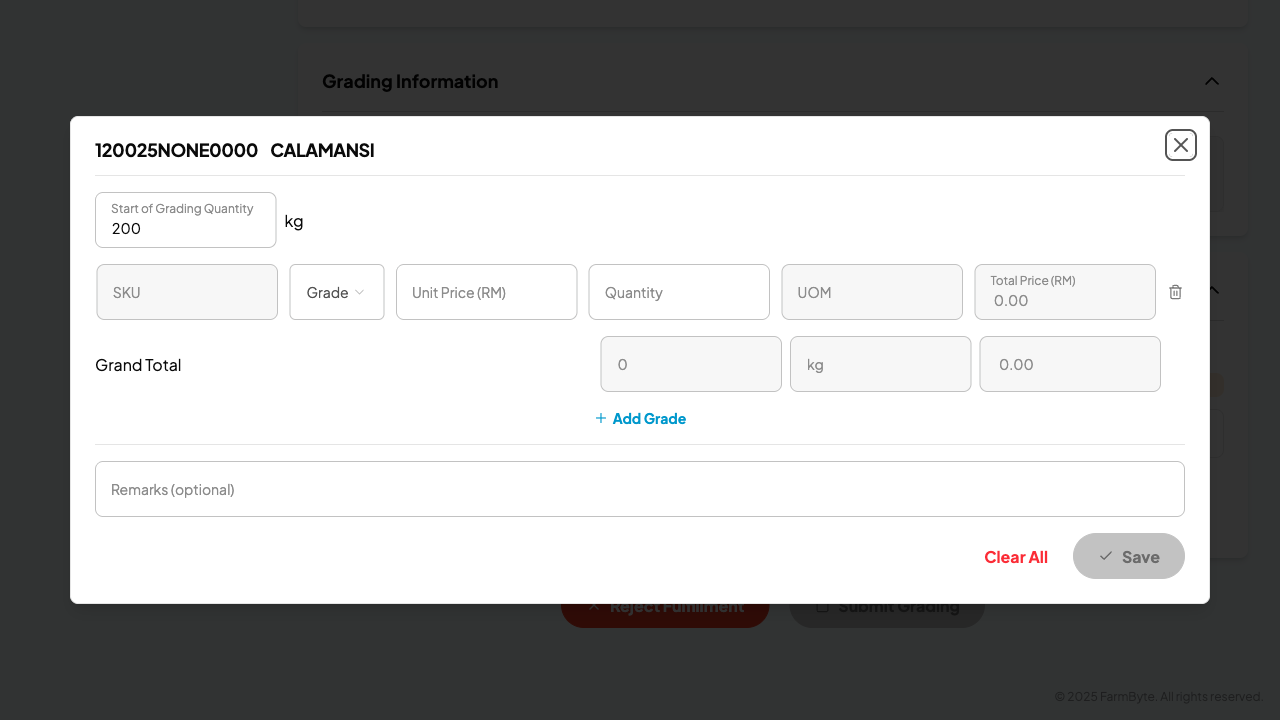 Grading Information
120025NONE0000 CALAMANSI
Start of Grading Quantity
200
kg
SKU
Grade
Unit Price (RM)
Quantity
UOM
Total Price (RM)
0.00
Grand Total
0
kg
0.00
Add Grade
Remarks (optional)
Clear All
Save
Reject Fulfillment
Submit Grading
© 2025 FarmByte. All rights reserved.